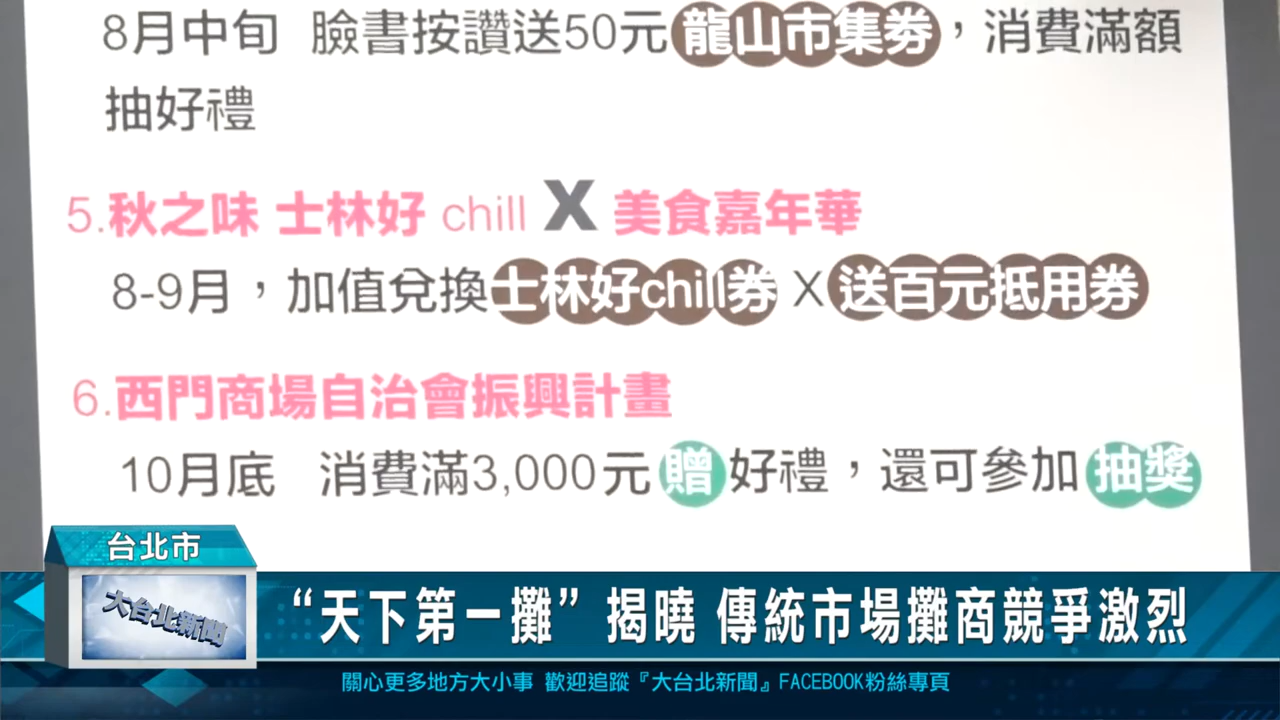 8月中旬 臉書按讚送50元龍山市集券，消費滿額
抽好禮
5.秋之味 士林好 chill X 美食嘉年華
8-9月，加值兌換士林好chill券 X 送百元抵用券
6.西門商場自治會振興計畫
10月底 消費滿3,000元 贈 好禮，還可參加 抽獎
台北市
大台北新聞
“天下第一攤”揭曉 傳統市場攤商競爭激烈
關心更多地方大小事 歡迎追蹤『大台北新聞』FACEBOOK粉絲專頁